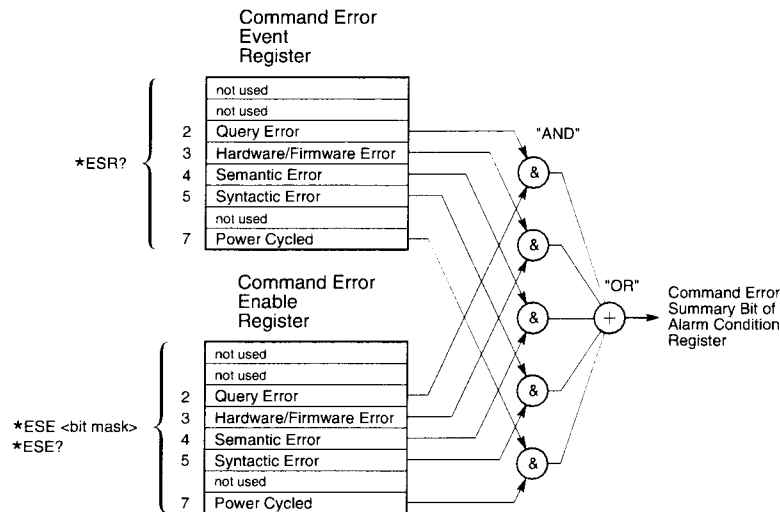 Command Error
Event
Register
not used
not used
2 Query Error
3 Hardware/Firmware Error
4 Semantic Error
5 Syntactic Error
not used
7 Power Cycled
*ESR?
"AND"
&
&
&
&
&
"OR"
+
Command Error
Summary Bit of
Alarm Condition
Register
Command Error
Enable
Register
not used
not used
2 Query Error
3 Hardware/Firmware Error
4 Semantic Error
5 Syntactic Error
not used
7 Power Cycled
*ESE <bit mask>
*ESE?